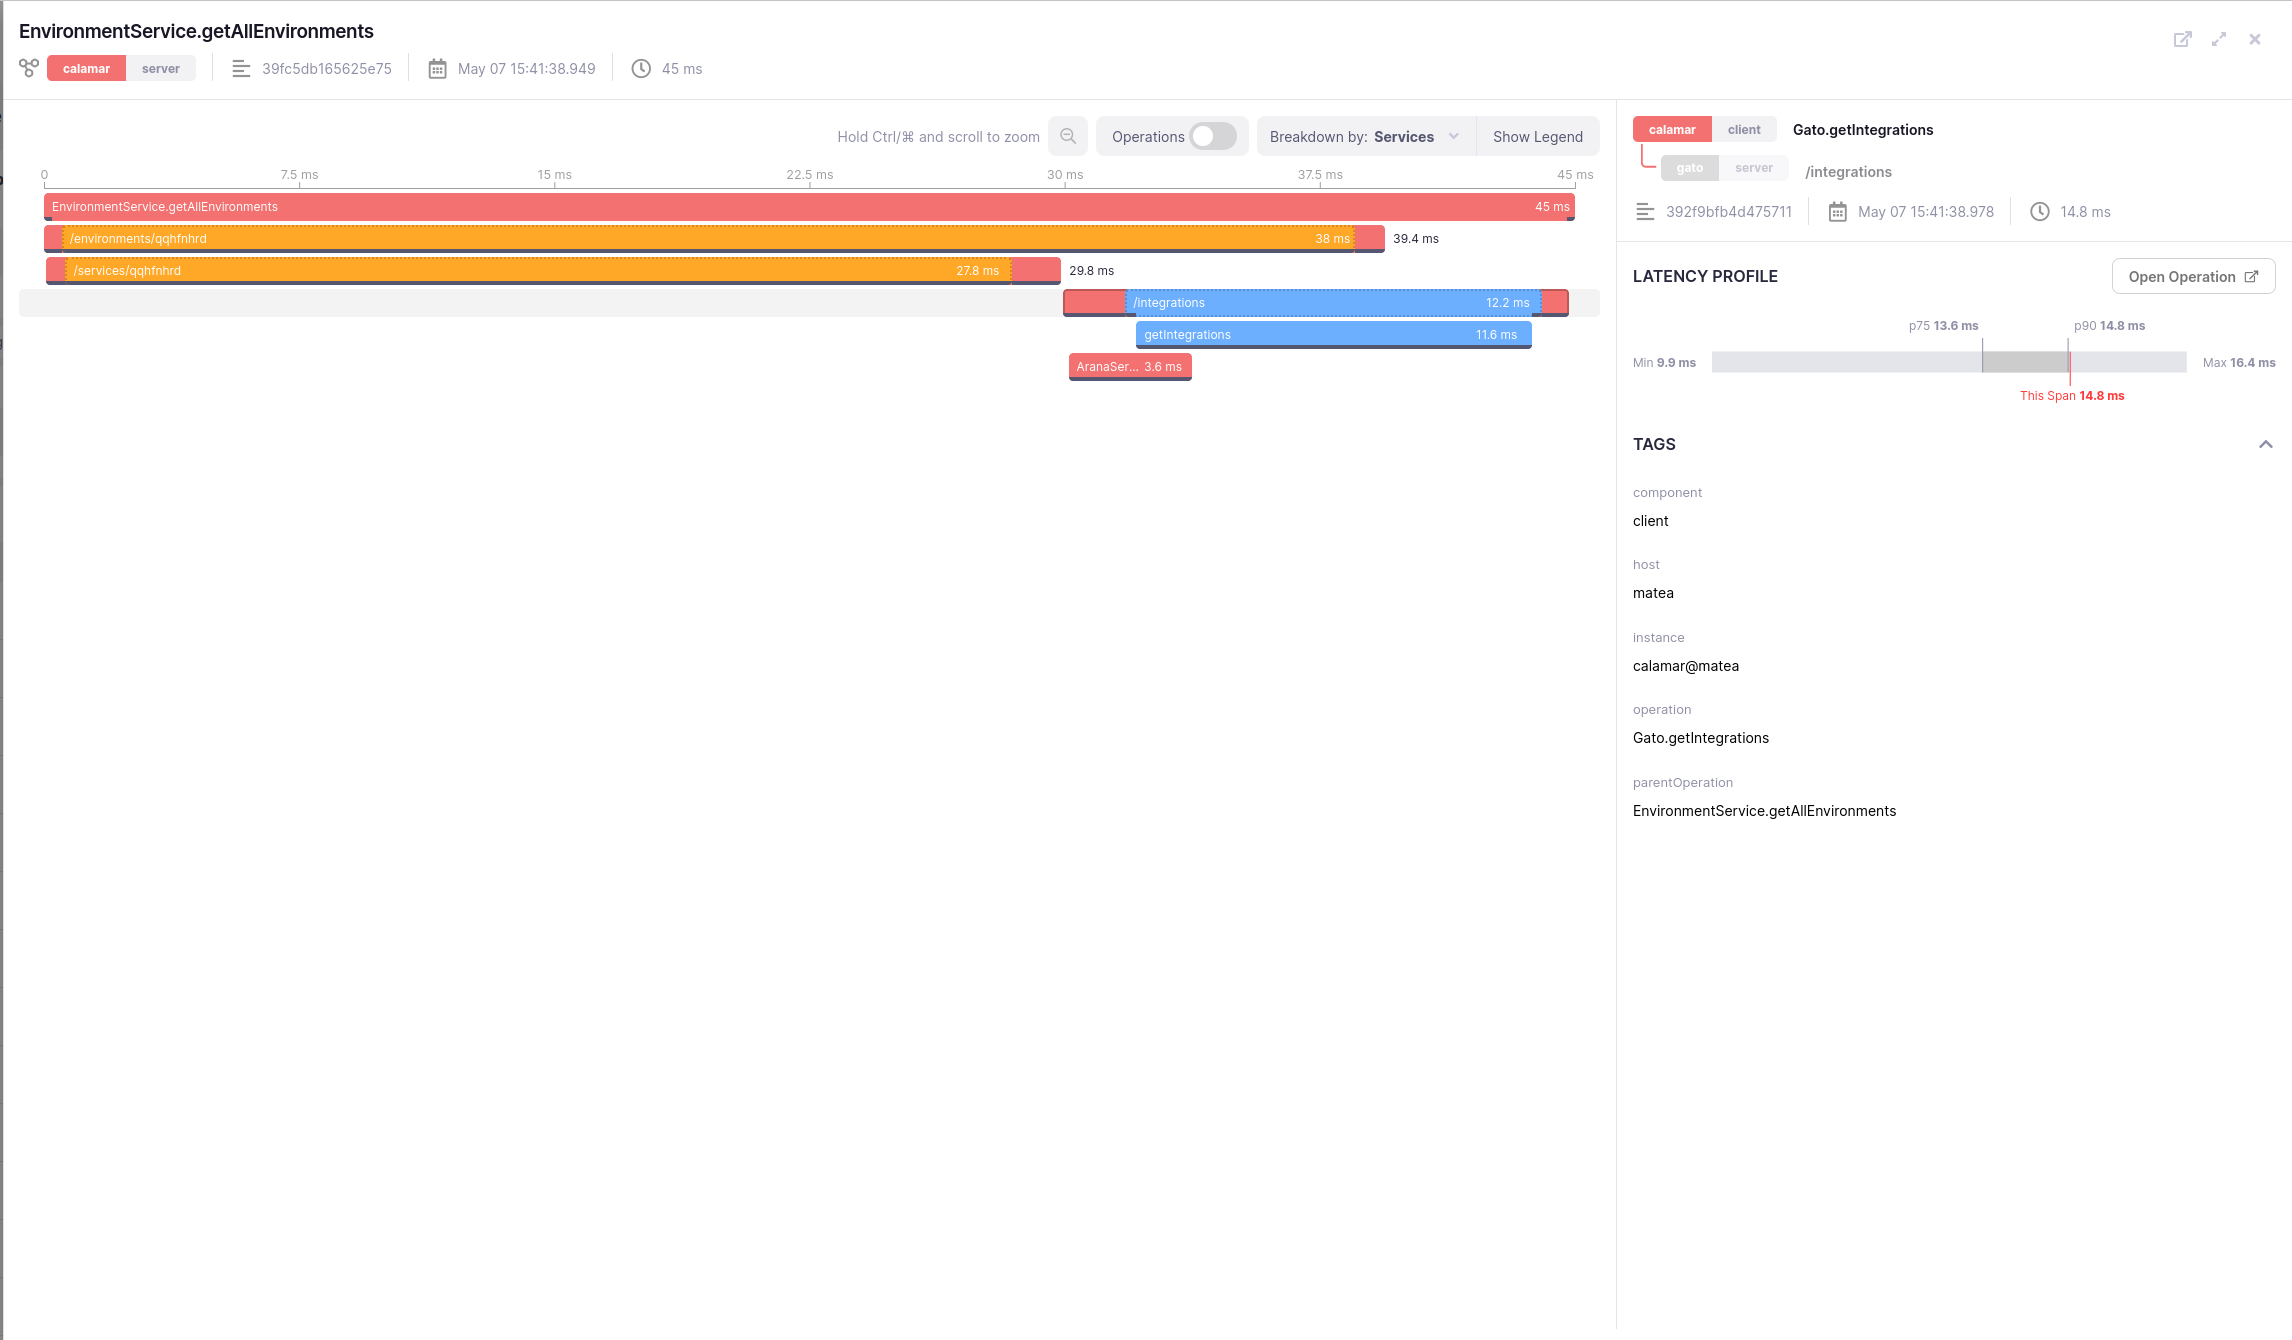 EnvironmentService.getAllEnvironments
calamar server 39fc5db165625e75 May 07 15:41:38.949 45 ms
Hold Ctrl/⌘ and scroll to zoom Operations Breakdown by: Services Show Legend
0 7.5 ms 15 ms 22.5 ms 30 ms 37.5 ms 45 ms
EnvironmentService.getAllEnvironments 45 ms
/environments/qqhfnhrd 38 ms 39.4 ms
/services/qqhfnhrd 27.8 ms 29.8 ms
/integrations 12.2 ms
getIntegrations 11.6 ms
AranaSer... 3.6 ms
calamar client Gato.getIntegrations
gato server /integrations
392f9bfb4d475711 May 07 15:41:38.978 14.8 ms
LATENCY PROFILE Open Operation
p75 13.6 ms p90 14.8 ms
Min 9.9 ms Max 16.4 ms
This Span 14.8 ms
TAGS
component
client
host
matea
instance
calamar@matea
operation
Gato.getIntegrations
parentOperation
EnvironmentService.getAllEnvironments